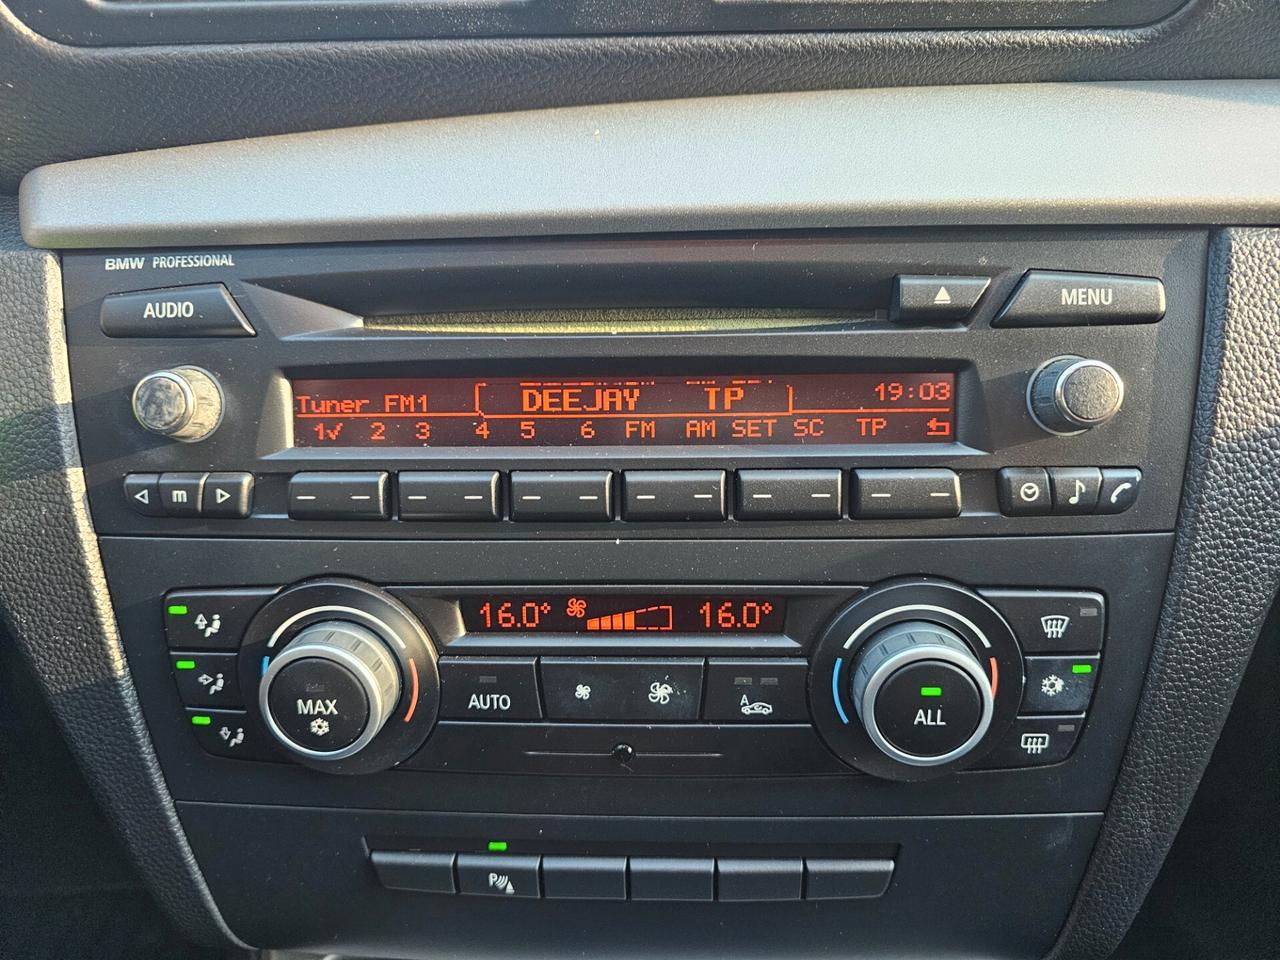 BMW PROFESSIONAL
AUDIO
MENU
Tuner FM1 DEEJAY TP 19:03
1✓ 2 3 4 5 6 FM AM SET SC TP
m
16.0° 16.0°
MAX
AUTO
A
ALL
P